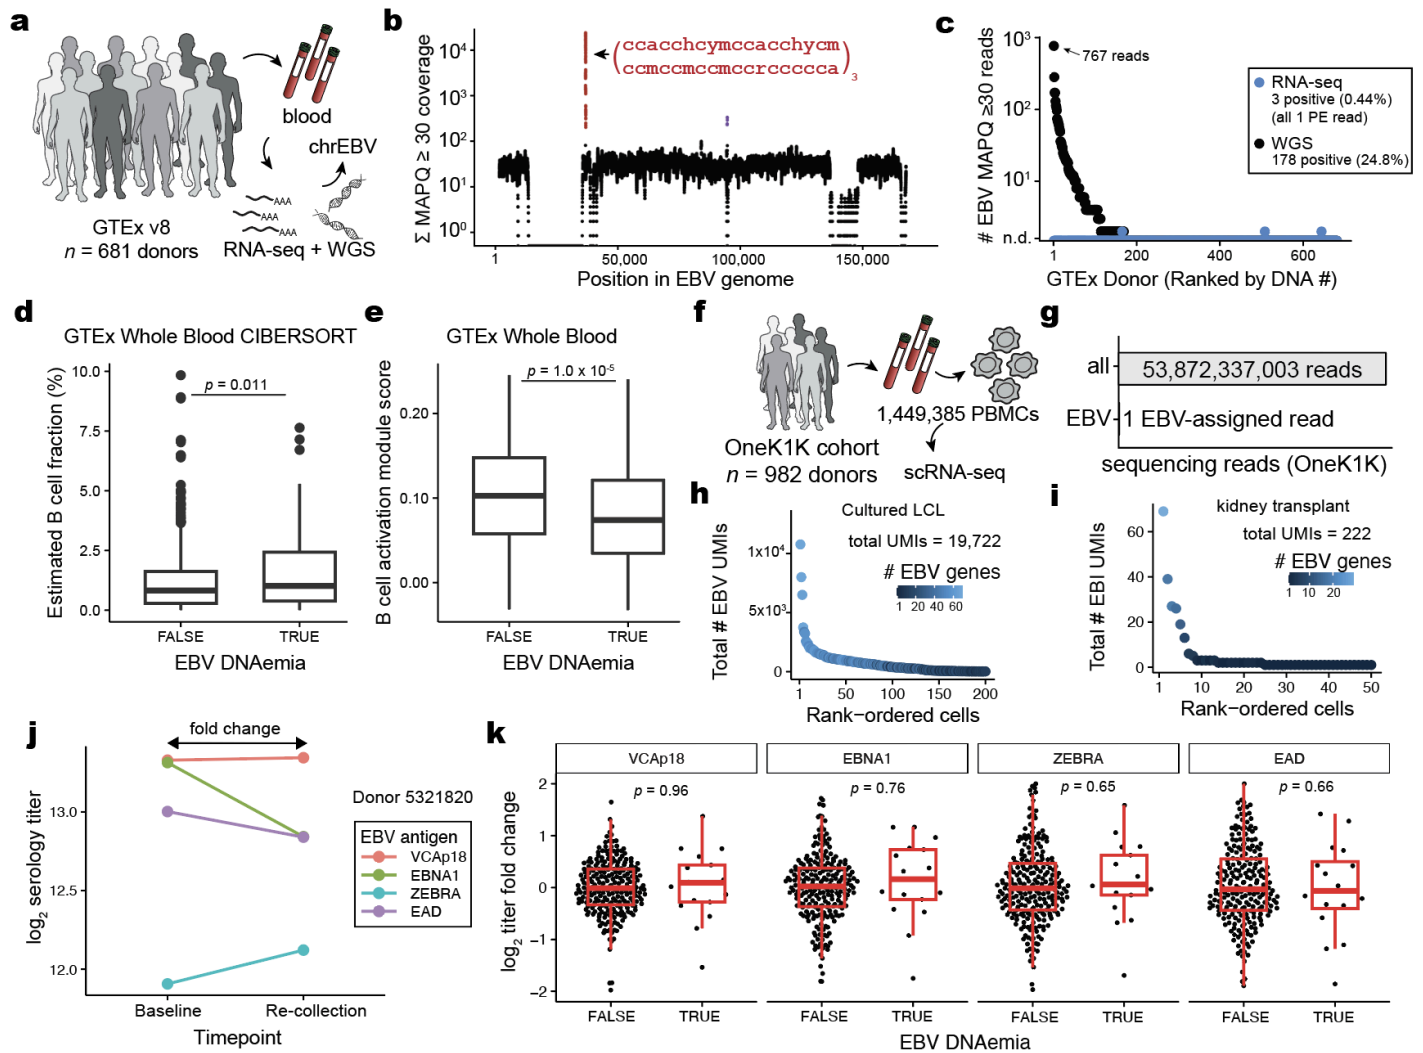 a
blood
chrEBV
AAA
AAA
AAA
GTEx v8
n = 681 donors
RNA-seq + WGS
b
Σ MAPQ ≥ 30 coverage
10⁴
10³
10²
10¹
10⁰
(ccacchcymccacchycm
ccmccmccmccrccccca)₃
1
50,000
100,000
150,000
Position in EBV genome
c
# EBV MAPQ ≥30 reads
10³
10²
10¹
n.d.
767 reads
RNA-seq
3 positive (0.44%)
(all 1 PE read)
WGS
178 positive (24.8%)
1
200
400
600
GTEx Donor (Ranked by DNA #)
d
GTEx Whole Blood CIBERSORT
Estimated B cell fraction (%)
10.0
7.5
5.0
2.5
0.0
p = 0.011
FALSE
TRUE
EBV DNAemia
e
GTEx Whole Blood
B cell activation module score
0.20
0.10
0.00
p = 1.0 x 10⁻⁵
FALSE
TRUE
EBV DNAemia
f
1,449,385 PBMCs
OneK1K cohort
n = 982 donors
scRNA-seq
g
all
53,872,337,003 reads
EBV
1 EBV-assigned read
sequencing reads (OneK1K)
h
Cultured LCL
total UMIs = 19,722
# EBV genes
1 20 40 60
Total # EBV UMIs
1x10⁴
5x10³
0
1
50
100
150
200
Rank−ordered cells
i
kidney transplant
total UMIs = 222
# EBV genes
1 10 20
Total # EBI UMIs
60
40
20
0
1
10
20
30
40
50
Rank−ordered cells
j
fold change
log₂ serology titer
13.0
12.5
12.0
Donor 5321820
EBV antigen
VCAp18
EBNA1
ZEBRA
EAD
Baseline
Re-collection
Timepoint
k
log₂ titer fold change
2
1
0
−1
−2
VCAp18
EBNA1
ZEBRA
EAD
p = 0.96
p = 0.76
p = 0.65
p = 0.66
FALSE
TRUE
FALSE
TRUE
FALSE
TRUE
FALSE
TRUE
EBV DNAemia